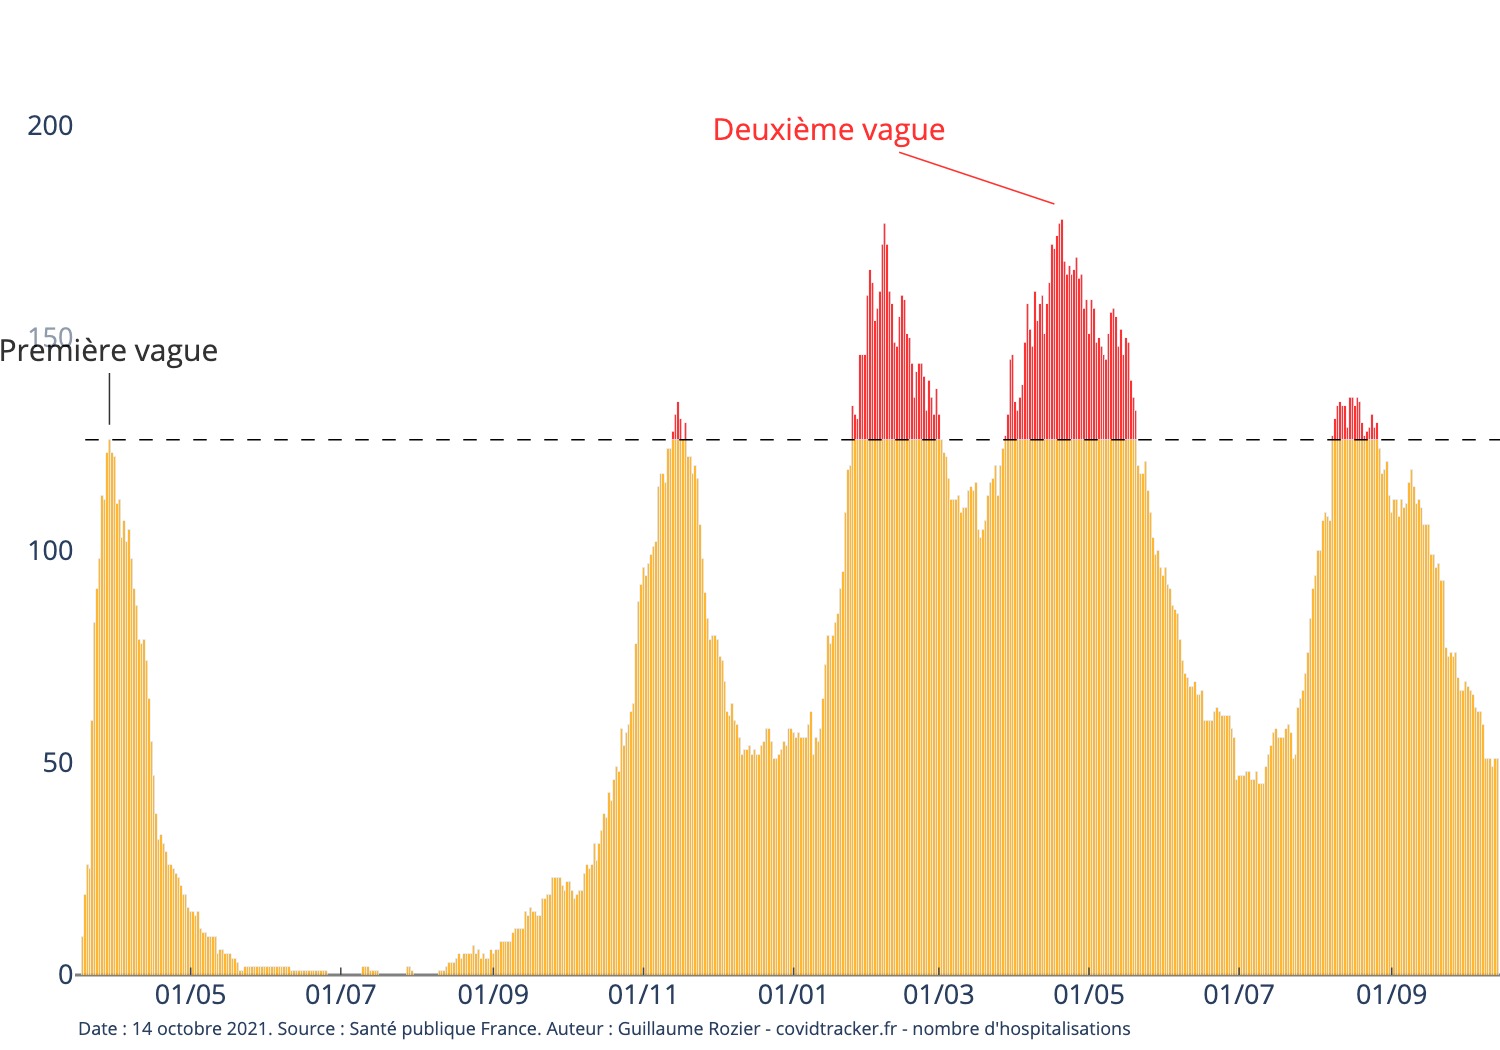 200
Deuxième vague
150
Première vague
100
50
0
01/05 01/07 01/09 01/11 01/01 01/03 01/05 01/07 01/09
Date : 14 octobre 2021. Source : Santé publique France. Auteur : Guillaume Rozier - covidtracker.fr - nombre d'hospitalisations